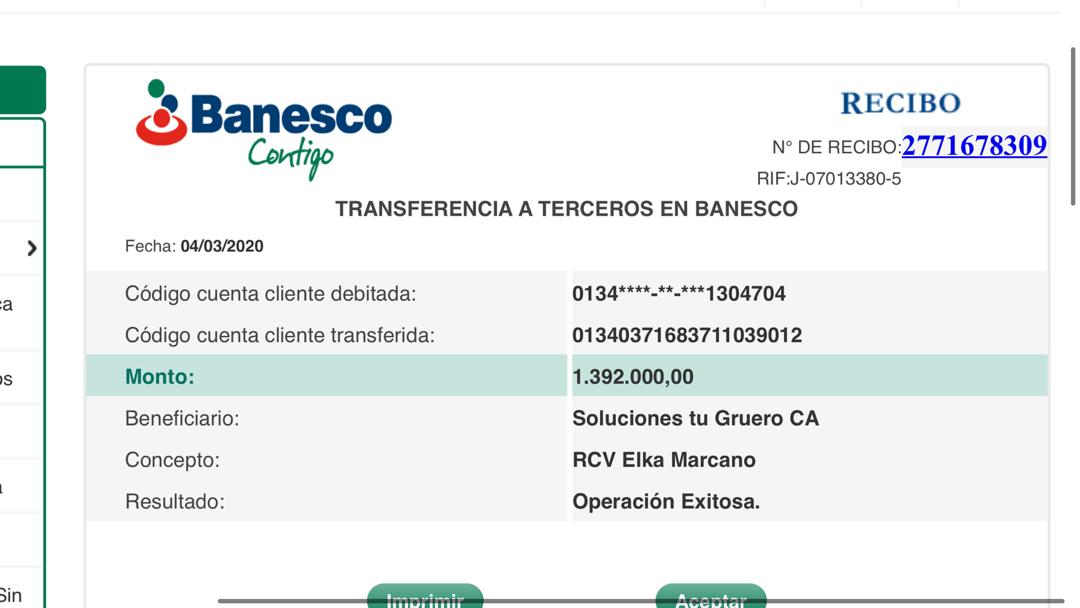 Banesco
Contigo
RECIBO
N° DE RECIBO:2771678309
RIF:J-07013380-5
TRANSFERENCIA A TERCEROS EN BANESCO
Fecha: 04/03/2020
Código cuenta cliente debitada: 0134****-**-***1304704
Código cuenta cliente transferida: 01340371683711039012
Monto: 1.392.000,00
Beneficiario: Soluciones tu Gruero CA
Concepto: RCV Elka Marcano
Resultado: Operación Exitosa.
ca
os
a
Sin
Imprimir
Aceptar